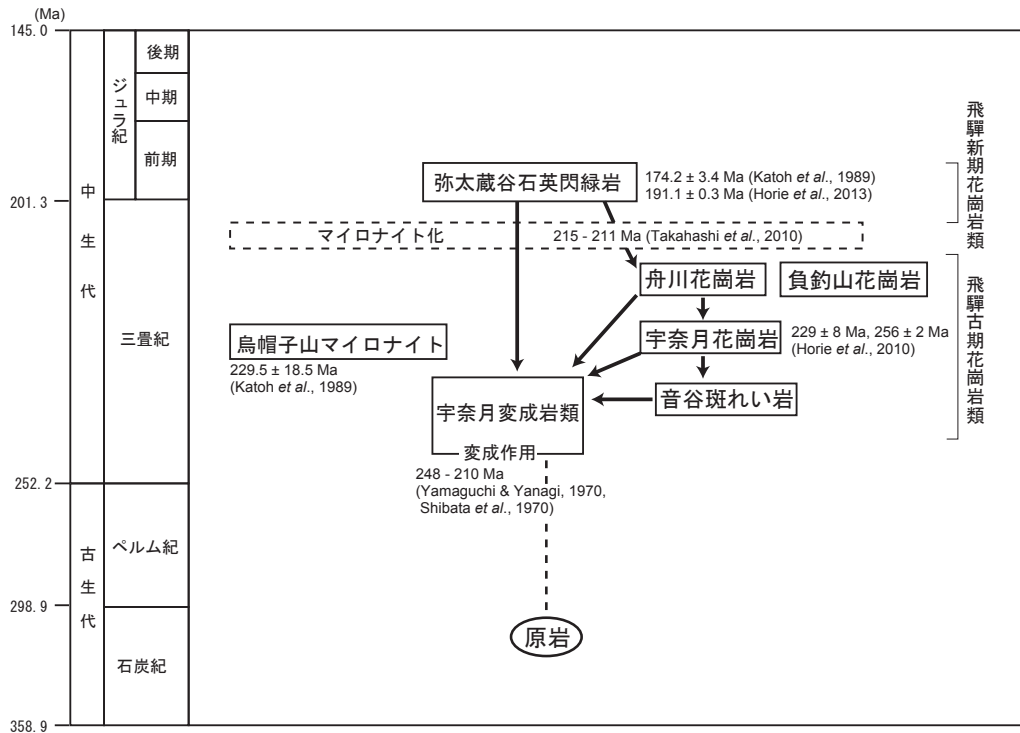 (Ma)
145.0
201.3
252.2
298.9
358.9
中生代
古生代
ジュラ紀
後期
中期
前期
三畳紀
ペルム紀
石炭紀
弥太蔵谷石英閃緑岩
174.2 ± 3.4 Ma (Katoh et al., 1989)
191.1 ± 0.3 Ma (Horie et al., 2013)
マイロナイト化
215 - 211 Ma (Takahashi et al., 2010)
舟川花崗岩
負釣山花崗岩
烏帽子山マイロナイト
229.5 ± 18.5 Ma
(Katoh et al., 1989)
宇奈月花崗岩
229 ± 8 Ma, 256 ± 2 Ma
(Horie et al., 2010)
宇奈月変成岩類
音谷斑れい岩
変成作用
248 - 210 Ma
(Yamaguchi & Yanagi, 1970,
Shibata et al., 1970)
原岩
飛驒新期花崗岩類
飛驒古期花崗岩類